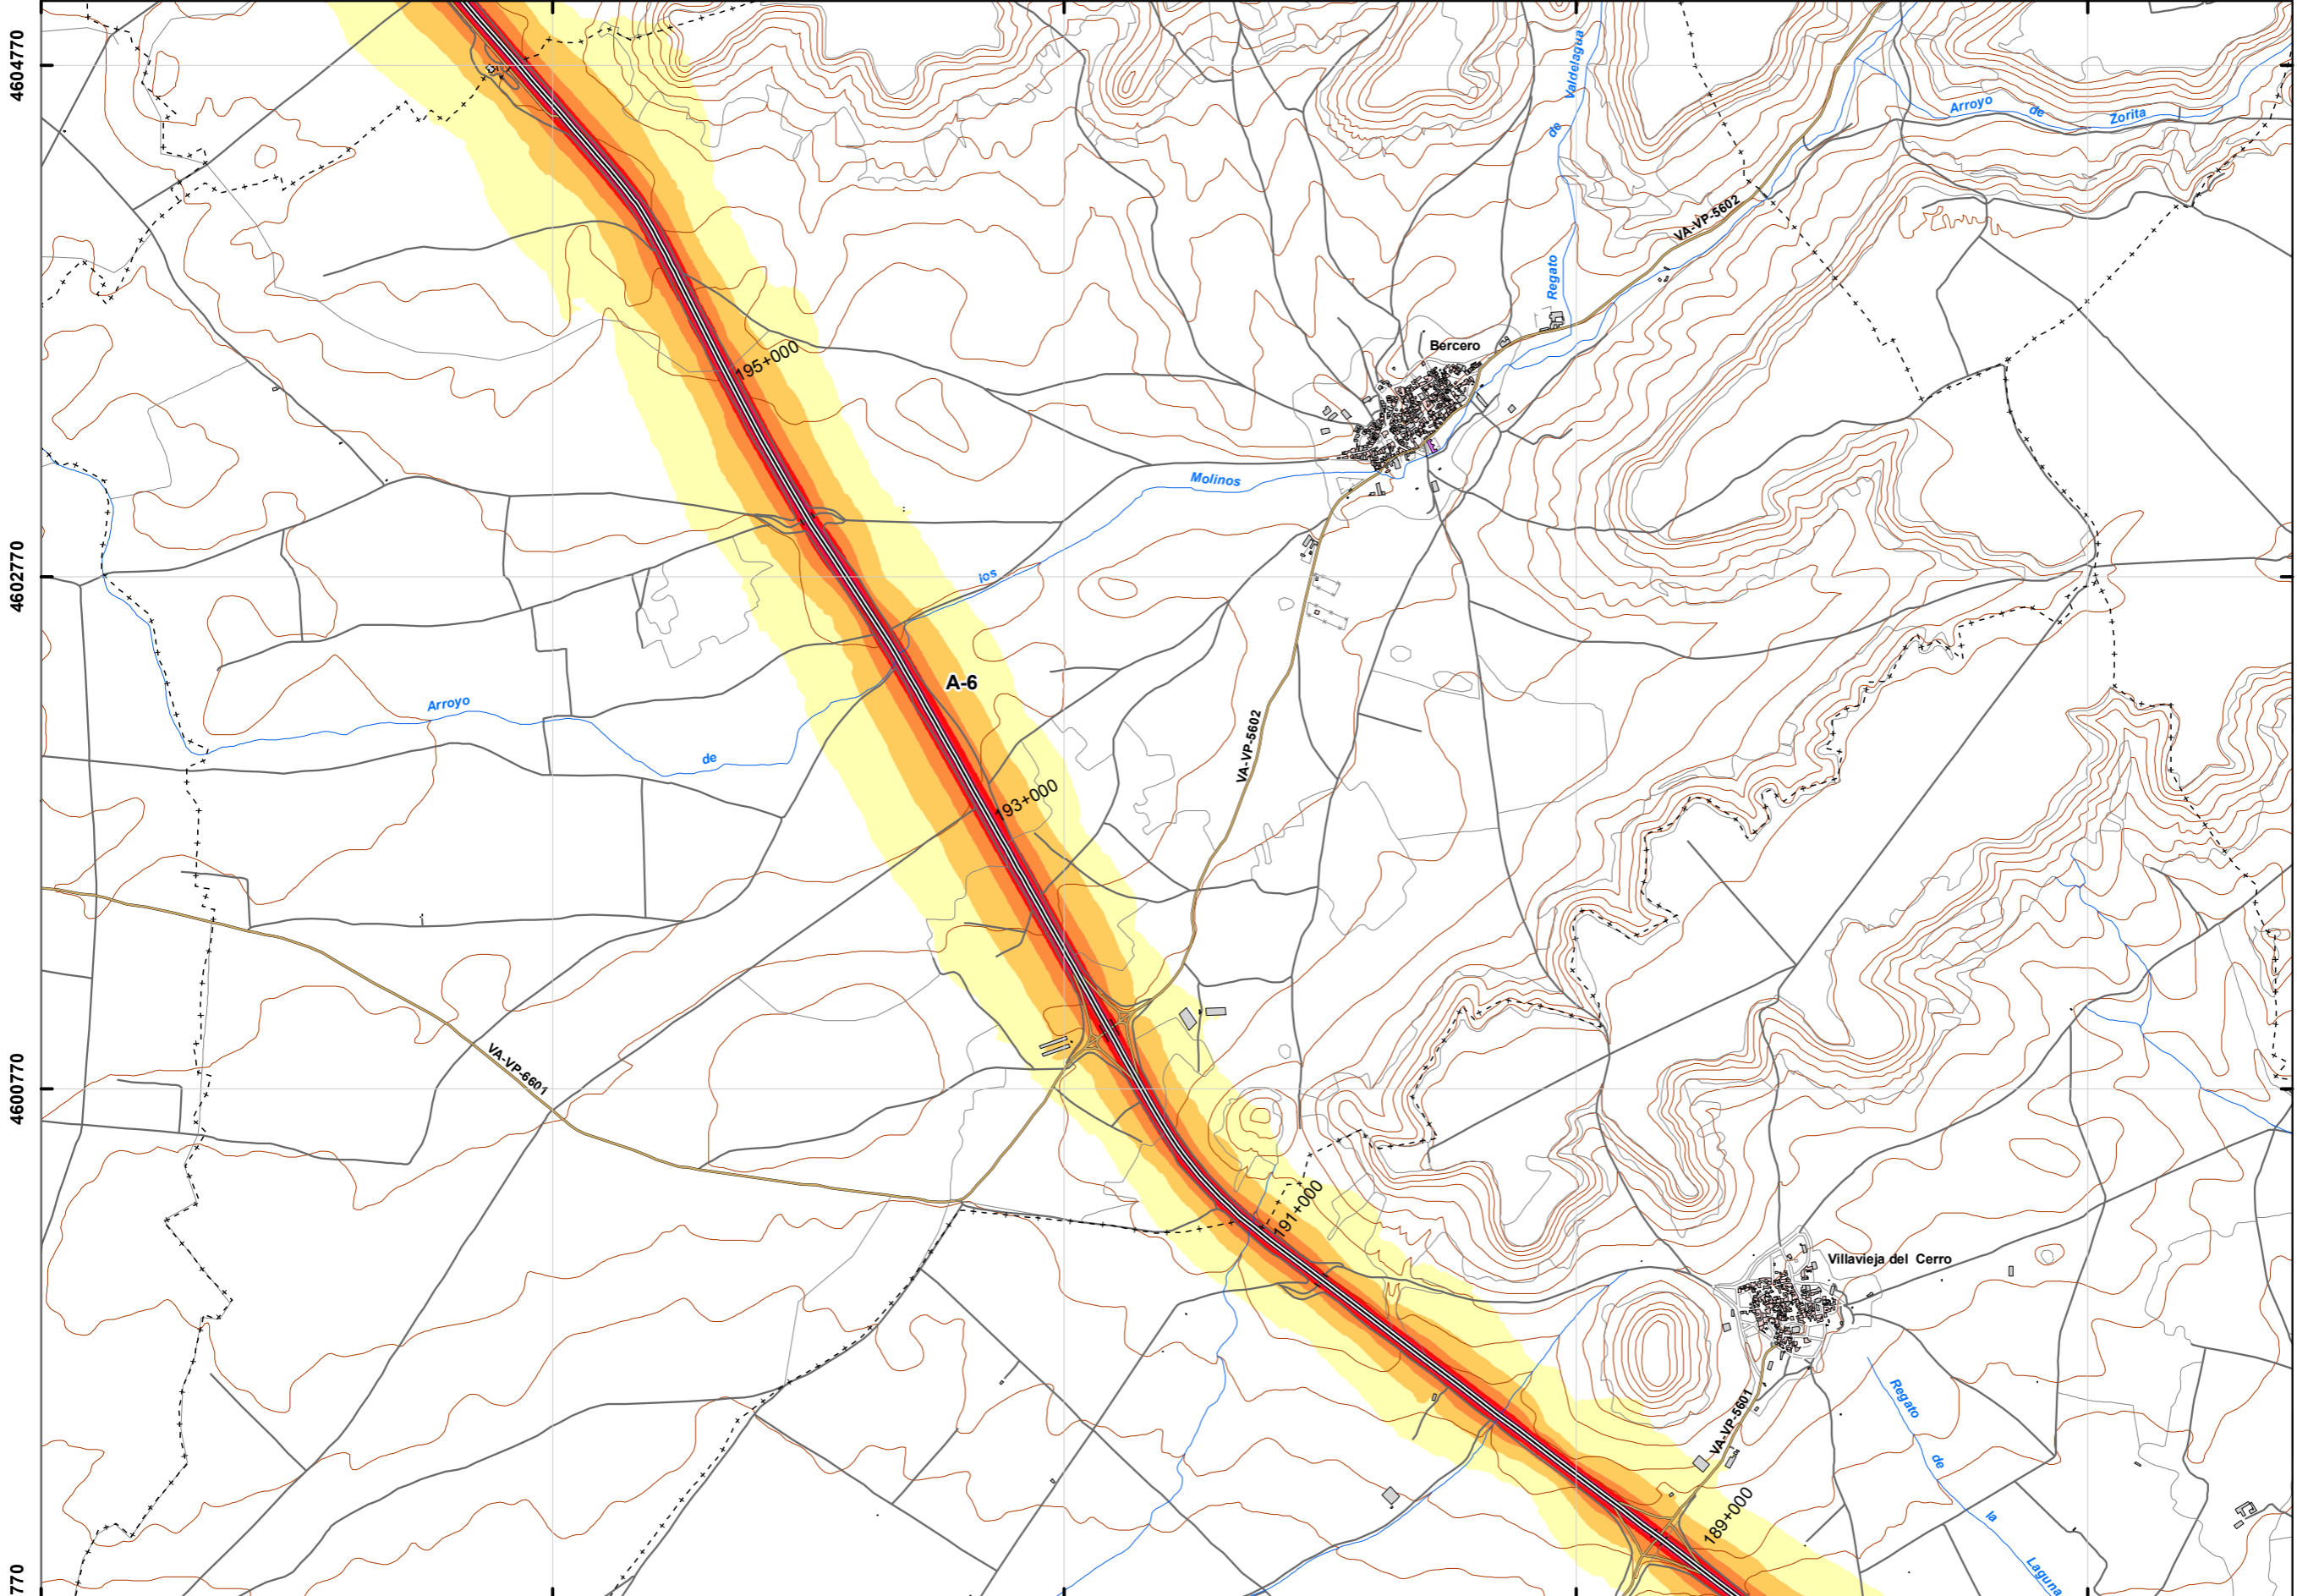 4604770
Valdelagua
de
Regato
Arroyo
de
Zorita
VA-VP-5602
Bercero
195+000
4602770
Molinos
los
A-6
Arroyo
de
VA-VP-5602
193+000
4600770
VA-VP-6601
191+000
Villavieja del Cerro
VA-VP-5601
Regato
de
la
Laguna
189+000
770